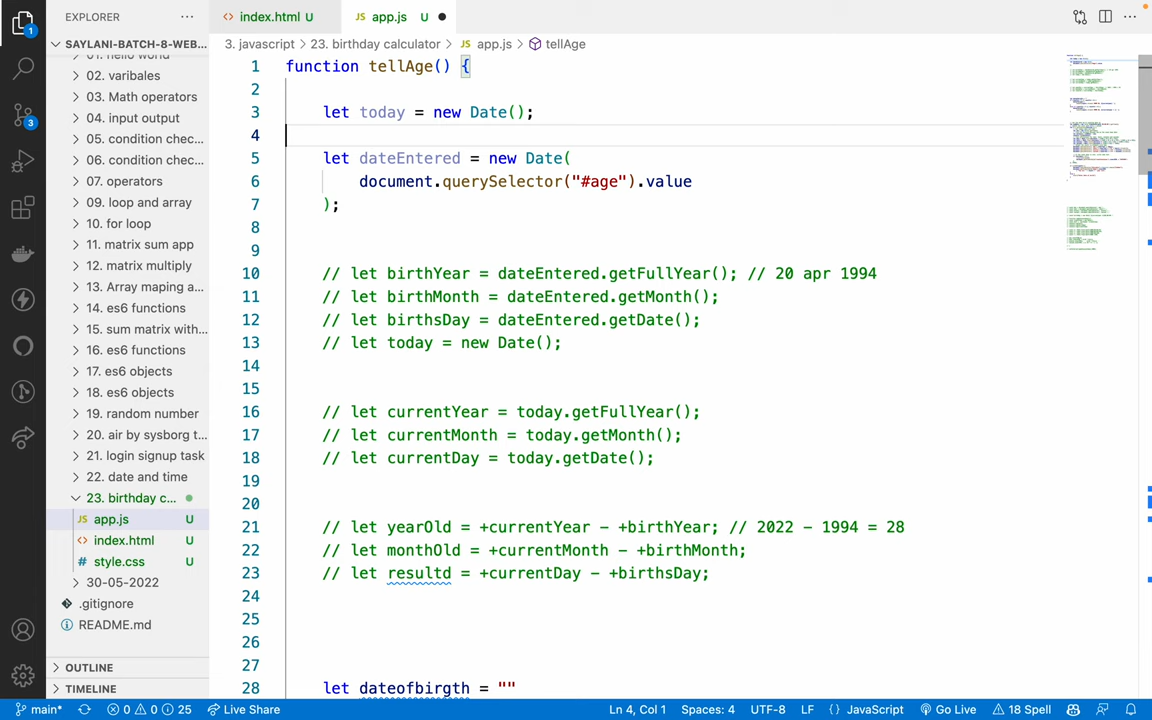 EXPLORER
SAYLANI-BATCH-8-WEB...
01. hello world
02. varibales
03. Math operators
04. input output
05. condition chec...
06. condition chec...
07. operators
09. loop and array
10. for loop
11. matrix sum app
12. matrix multiply
13. Array maping a...
14. es6 functions
15. sum matrix with...
16. es6 functions
17. es6 objects
18. es6 objects
19. random number
20. air by sysborg t...
21. login signup task
22. date and time
23. birthday c...
JS app.js U
<> index.html U
# style.css U
30-05-2022
.gitignore
README.md
OUTLINE
TIMELINE
1
3
<> index.html U
JS app.js U
3. javascript > 23. birthday calculator > JS app.js > tellAge
1 function tellAge() {
2
3 let today = new Date();
4
5 let dateEntered = new Date(
6 document.querySelector("#age").value
7 );
8
9
10 // let birthYear = dateEntered.getFullYear(); // 20 apr 1994
11 // let birthMonth = dateEntered.getMonth();
12 // let birthsDay = dateEntered.getDate();
13 // let today = new Date();
14
15
16 // let currentYear = today.getFullYear();
17 // let currentMonth = today.getMonth();
18 // let currentDay = today.getDate();
19
20
21 // let yearOld = +currentYear - +birthYear; // 2022 - 1994 = 28
22 // let monthOld = +currentMonth - +birthMonth;
23 // let resultd = +currentDay - +birthsDay;
24
25
26
27
28 let dateofbirgth = ""
main* 0 0 25 Live Share Ln 4, Col 1 Spaces: 4 UTF-8 LF {} JavaScript Go Live 18 Spell